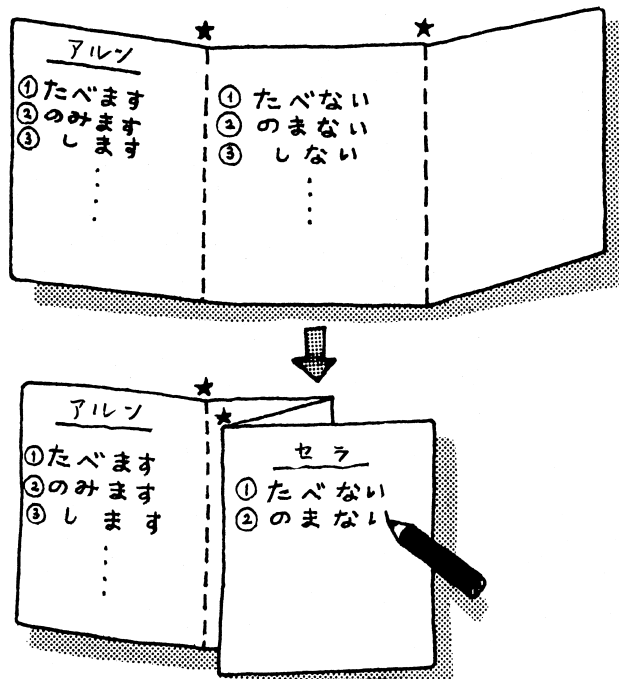 アルン
①たべます
②のみます
③します
①たべない
②のまない
③しない
アルン
①たべます
②のみます
③します
セラ
①たべない
②のまない